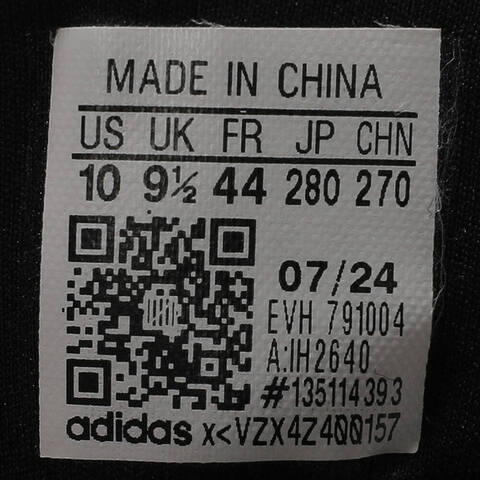 MADE IN CHINA
US UK FR JP CHN
10 9½ 44 280 270
07/24
EVH 791004
A:IH2640
#135114393
adidas x<VZX4Z400157